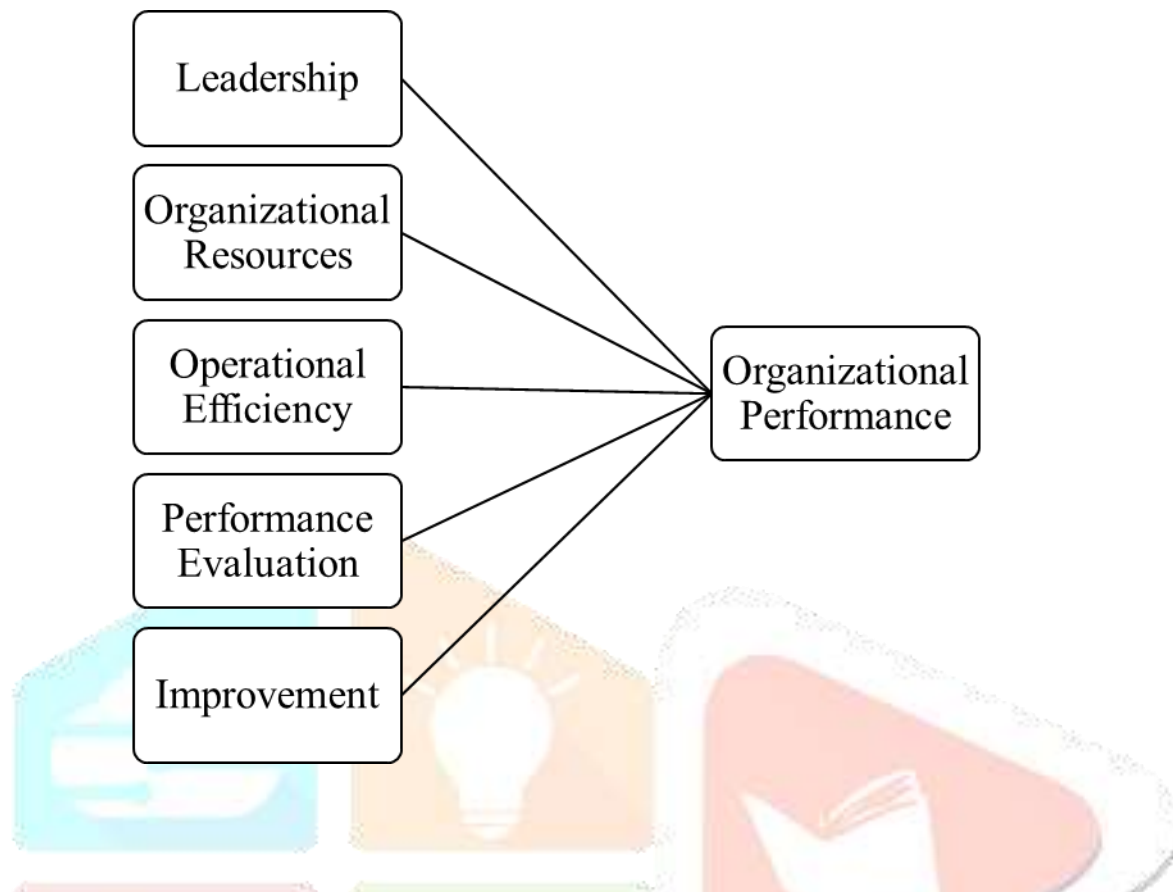 Leadership
Organizational
Resources
Operational
Efficiency
Performance
Evaluation
Improvement
Organizational
Performance